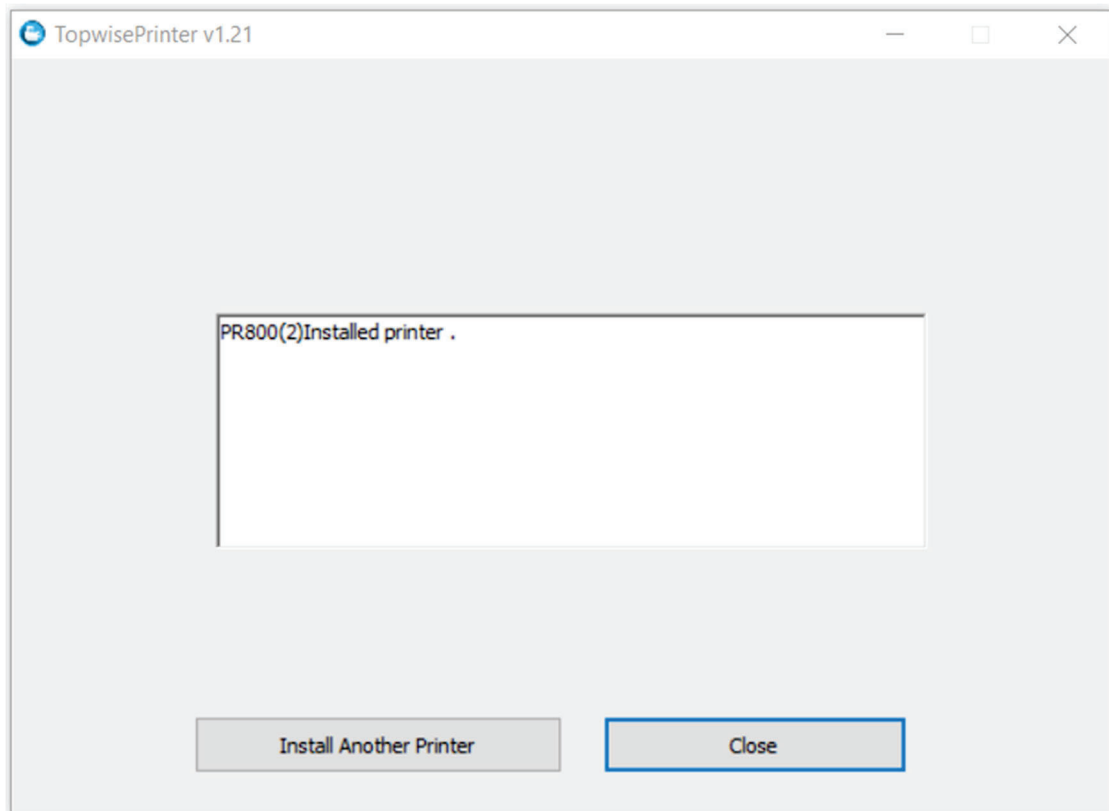 TopwisePrinter v1.21
PR800(2)Installed printer .
Install Another Printer
Close